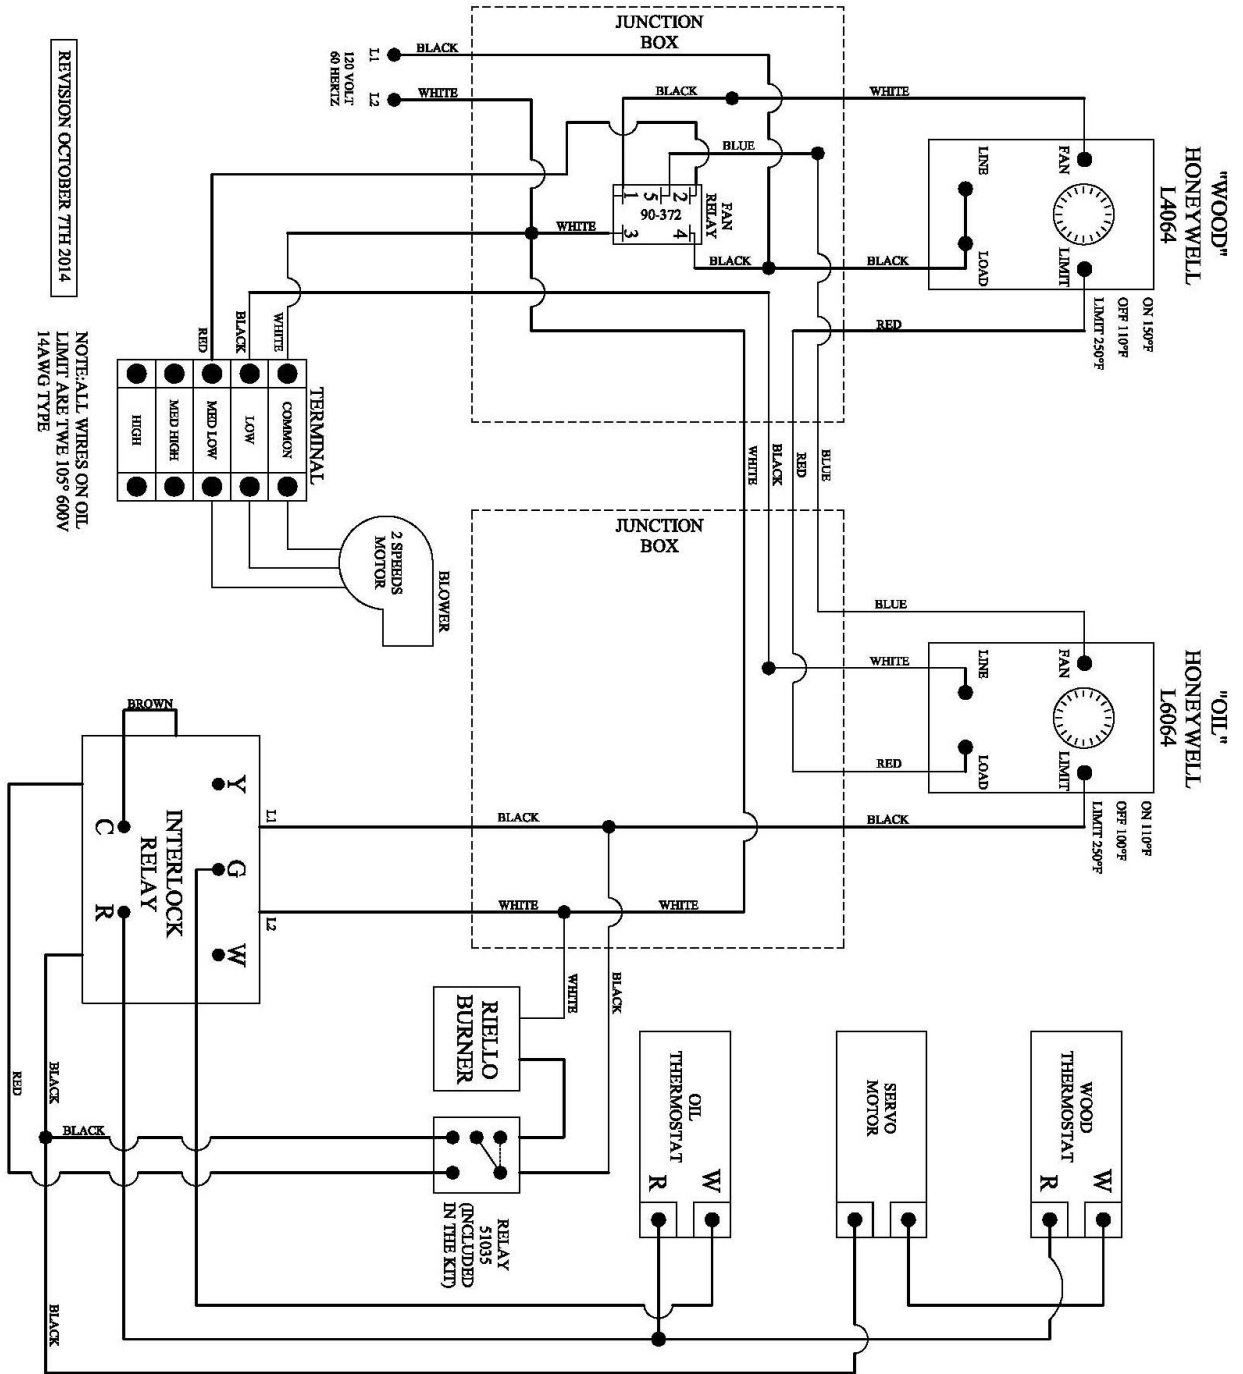 JUNCTION
BOX
L1
BLACK
120 VOLT
60 HERTZ
L2
WHITE
BLACK
WHITE
BLUE
1
5
2
90-372
3
4
FAN
RELAY
WHITE
BLACK
BLACK
RED
LINE
FAN
LOAD
LIMIT
"WOOD"
HONEYWELL
L4064
ON 150°F
OFF 110°F
LIMIT 250°F
REVISION OCTOBER 7TH 2014
RED
BLACK
WHITE
TERMINAL
COMMON
LOW
MED LOW
MED HIGH
HIGH
NOTE:ALL WIRES ON OIL
LIMIT ARE TWE 105° 600V
14AWG TYPE
WHITE
BLACK
RED
BLUE
JUNCTION
BOX
BLOWER
2 SPEEDS
MOTOR
BLUE
WHITE
RED
BLACK
LINE
FAN
LOAD
LIMIT
"OIL"
HONEYWELL
L6064
ON 110°F
OFF 100°F
LIMIT 250°F
BROWN
Y
G
W
C
R
INTERLOCK
RELAY
L1
BLACK
L2
WHITE
WHITE
WHITE
BLACK
RIELLO
BURNER
OIL
THERMOSTAT
R
W
SERVO
MOTOR
WOOD
THERMOSTAT
R
W
RED
BLACK
BLACK
RELAY
51035
(INCLUDED
IN THE KIT)
BLACK